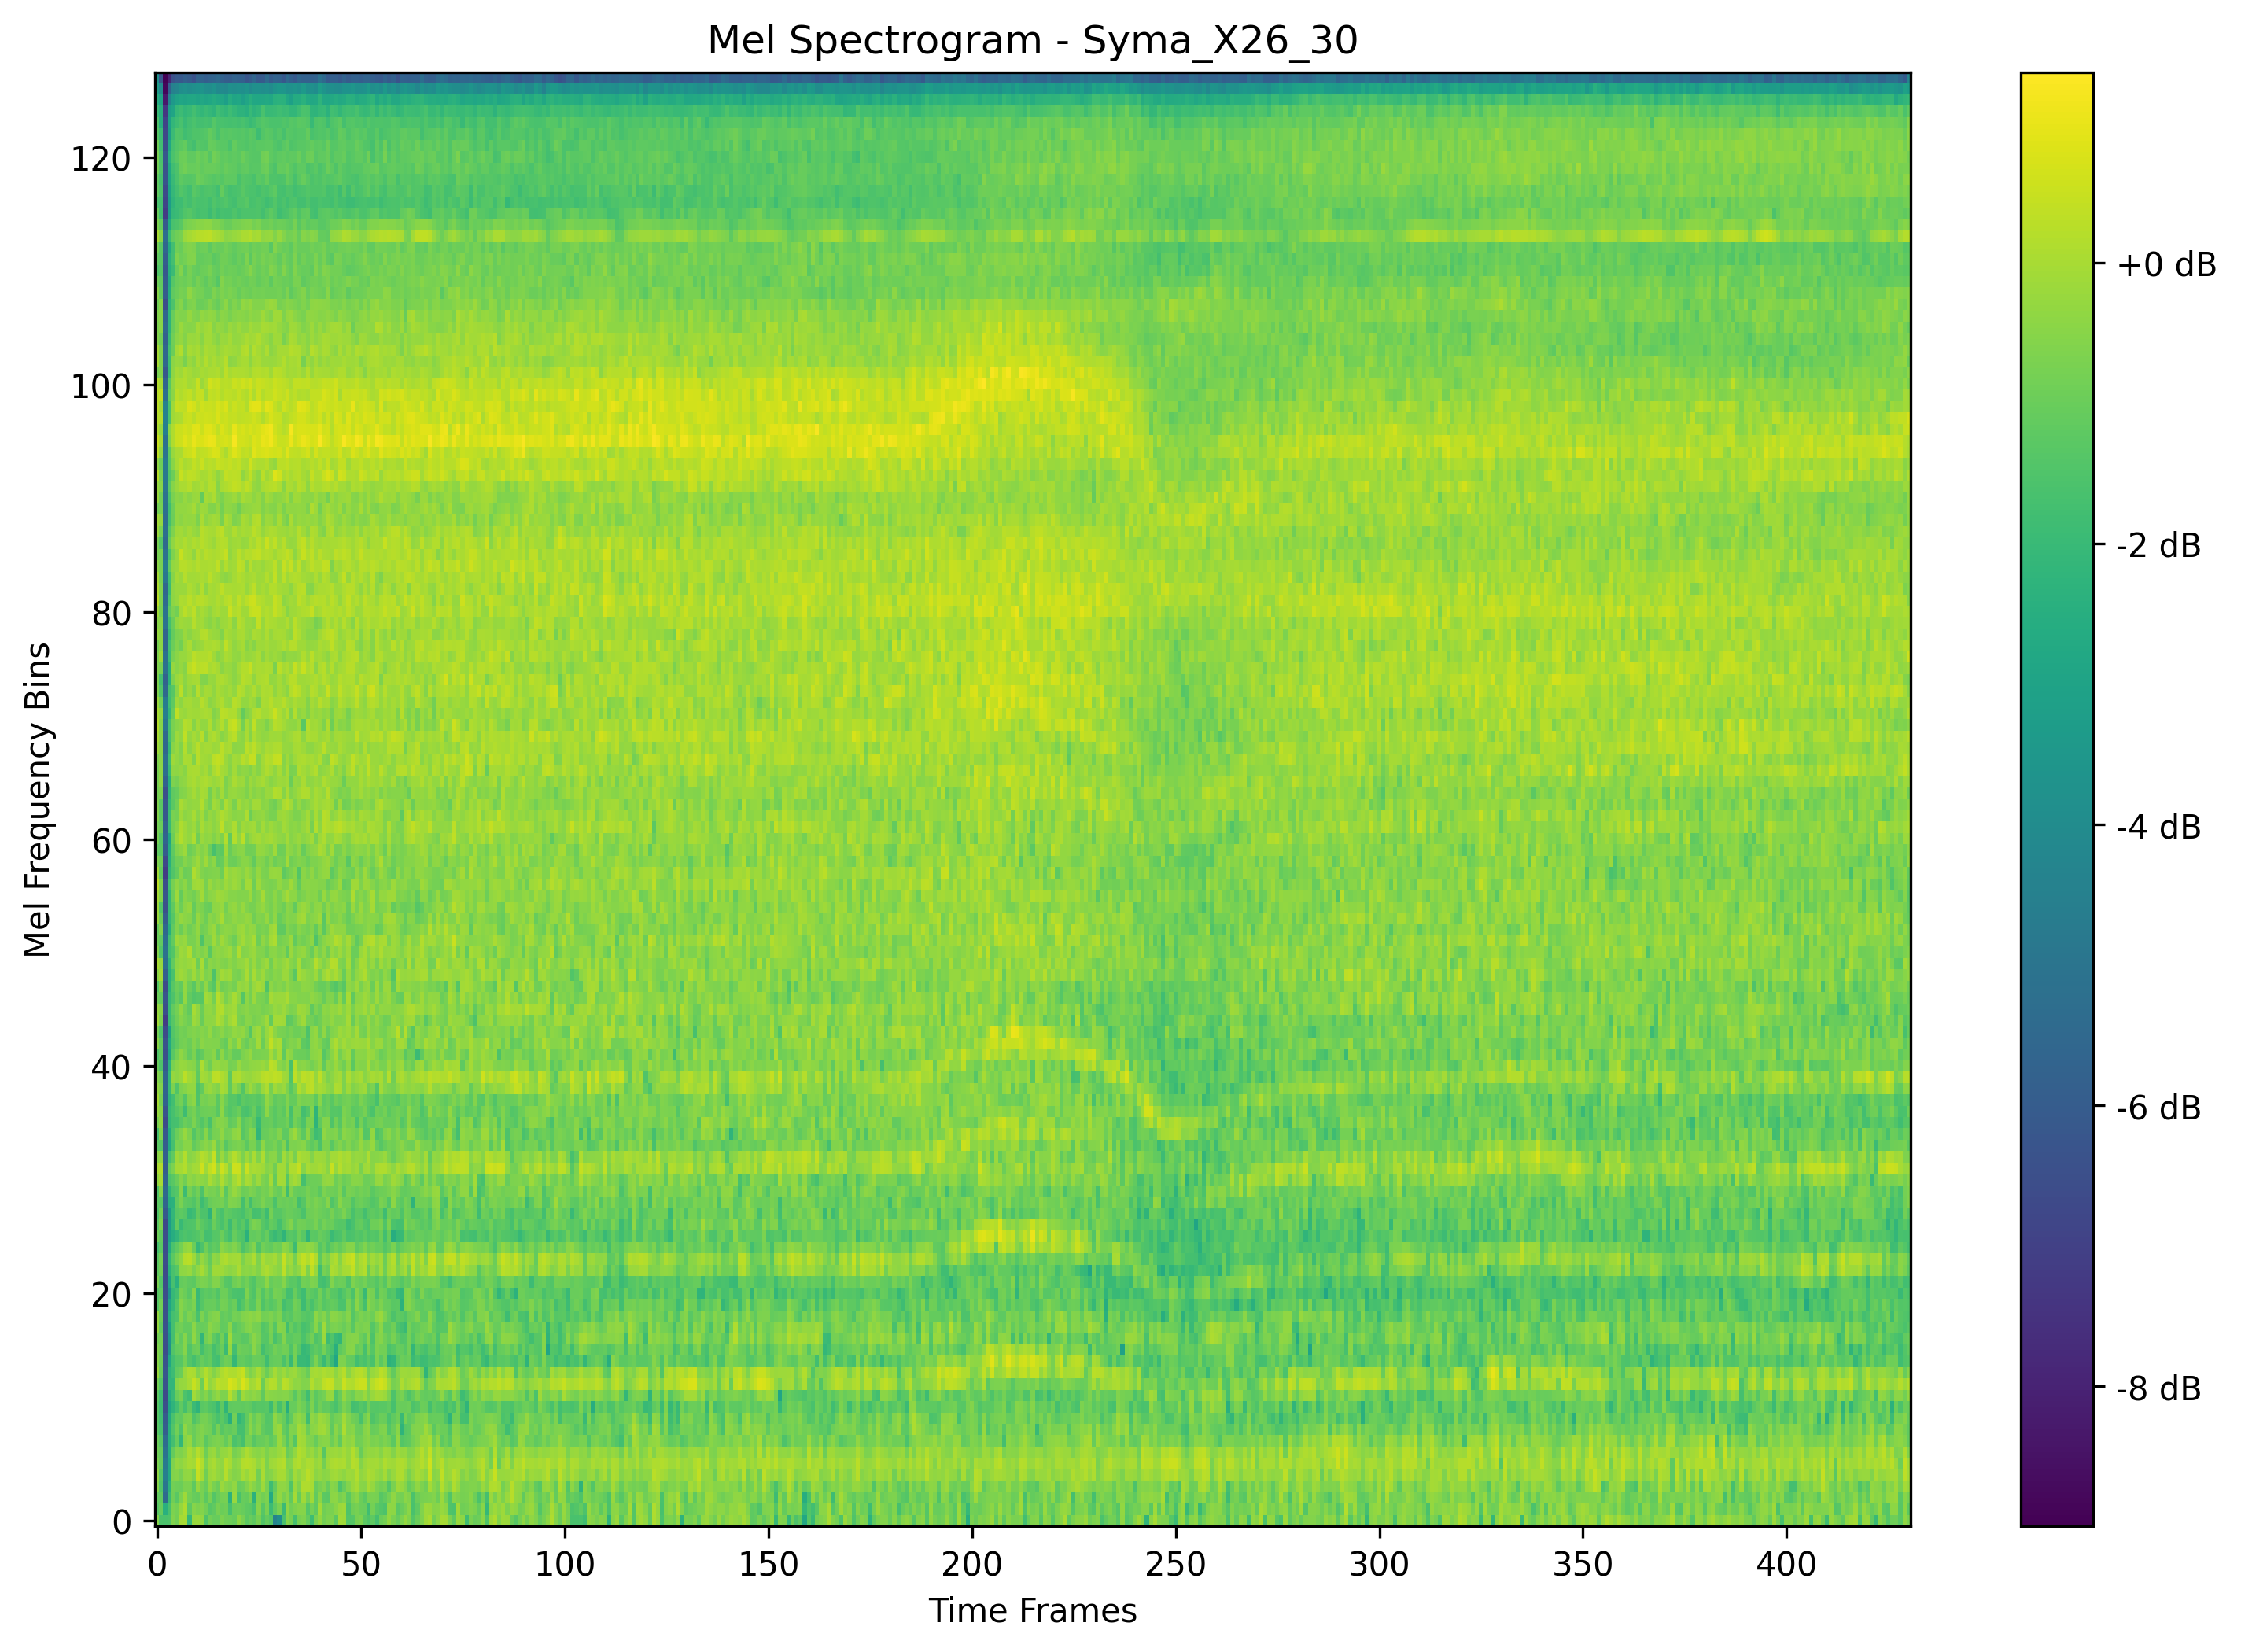 Mel Spectrogram - Syma_X26_30
Mel Frequency Bins
120
100
80
60
40
20
0
0 50 100 150 200 250 300 350 400
Time Frames
+0 dB
-2 dB
-4 dB
-6 dB
-8 dB